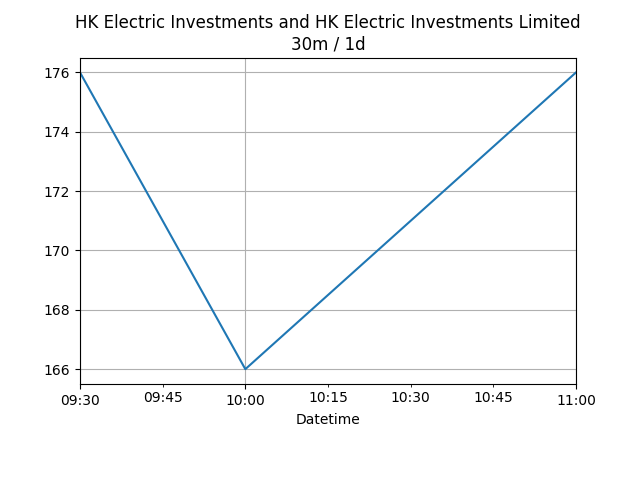 HK Electric Investments and HK Electric Investments Limited
30m / 1d
176
174
172
170
168
166
09:30 09:45 10:00 10:15 10:30 10:45 11:00
Datetime